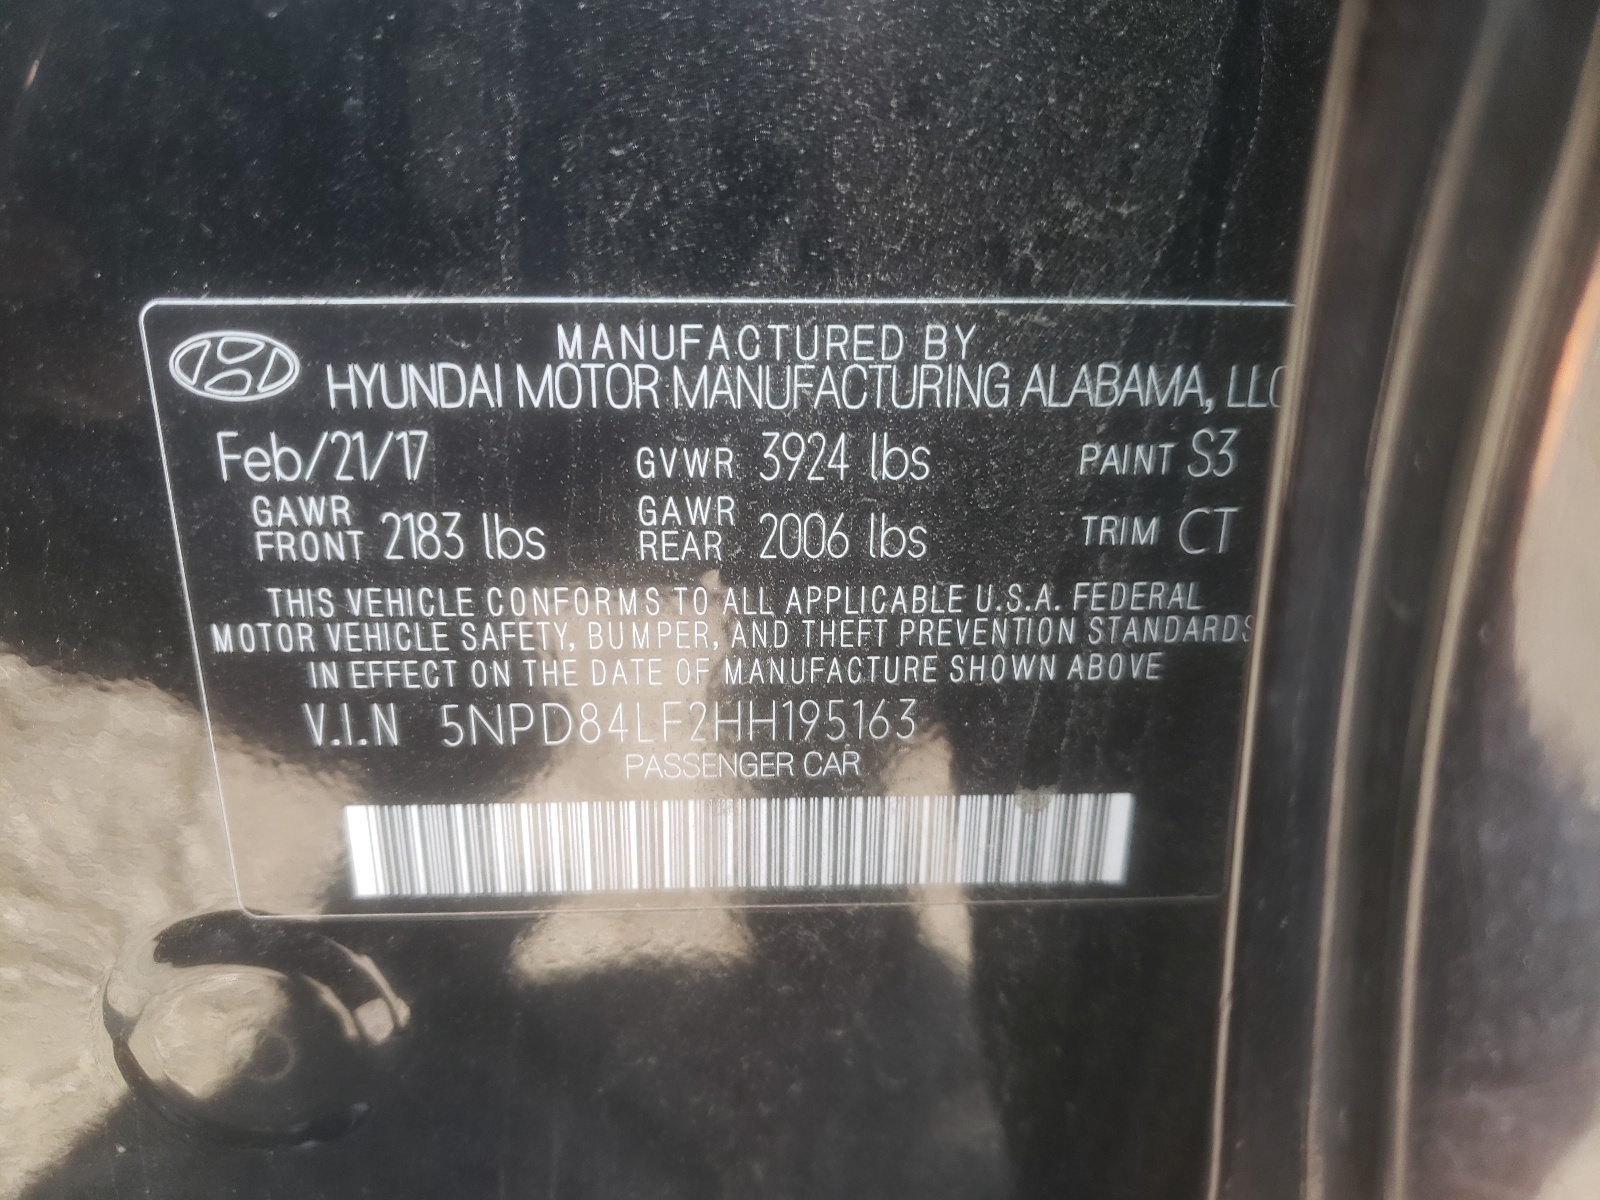 MANUFACTURED BY
HYUNDAI MOTOR MANUFACTURING ALABAMA, LLC
Feb/21/17 GVWR 3924 lbs PAINT S3
GAWR FRONT 2183 lbs GAWR REAR 2006 lbs TRIM CT
THIS VEHICLE CONFORMS TO ALL APPLICABLE U.S.A. FEDERAL
MOTOR VEHICLE SAFETY, BUMPER, AND THEFT PREVENTION STANDARDS
IN EFFECT ON THE DATE OF MANUFACTURE SHOWN ABOVE
V.I.N 5NPD84LF2HH195163
PASSENGER CAR